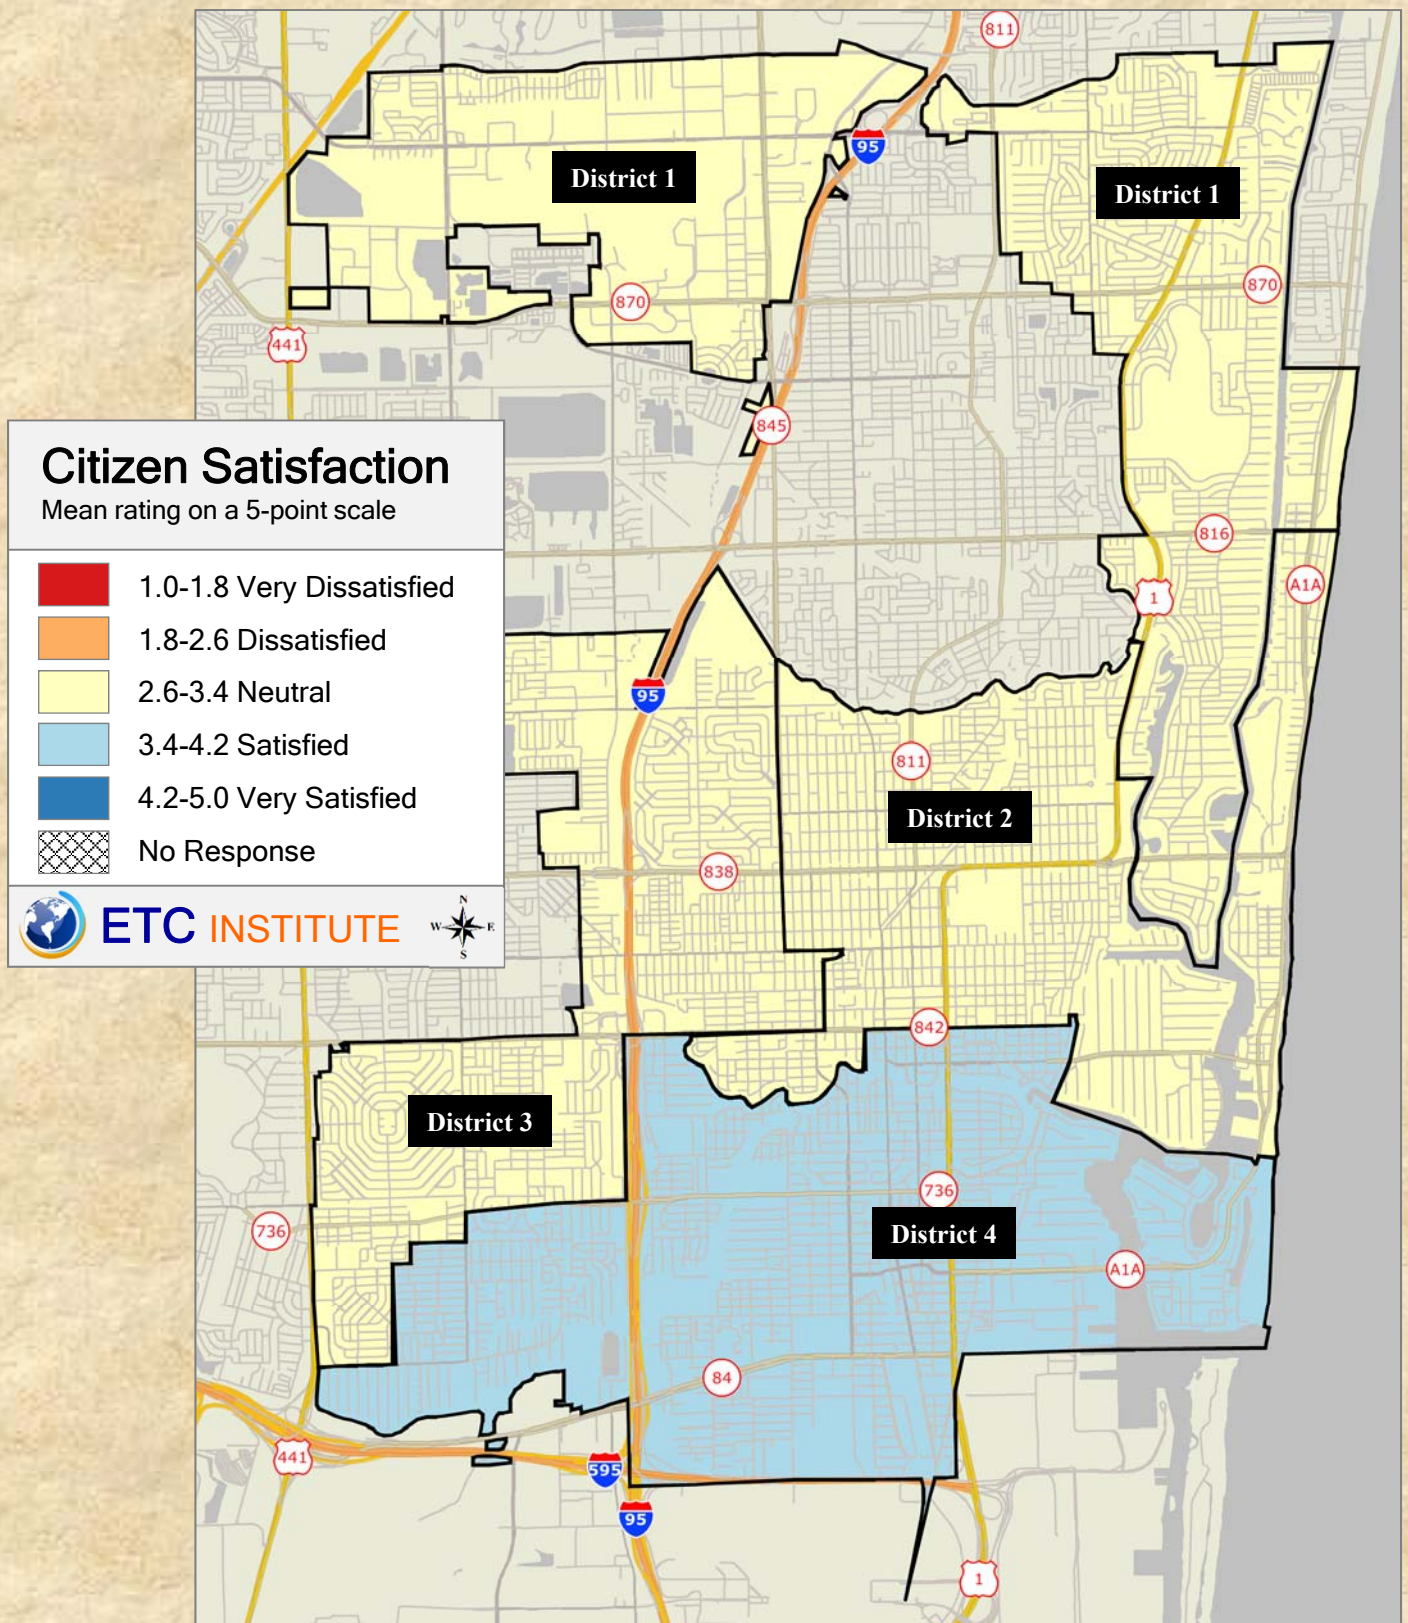 811
95
District 1
District 1
870
870
441
845
Citizen Satisfaction
Mean rating on a 5-point scale
1.0-1.8 Very Dissatisfied
1.8-2.6 Dissatisfied
2.6-3.4 Neutral
3.4-4.2 Satisfied
4.2-5.0 Very Satisfied
No Response
ETC INSTITUTE
N
W E
S
816
A1A
1
95
811
District 2
838
842
District 3
736
736
District 4
A1A
84
441
595
95
1